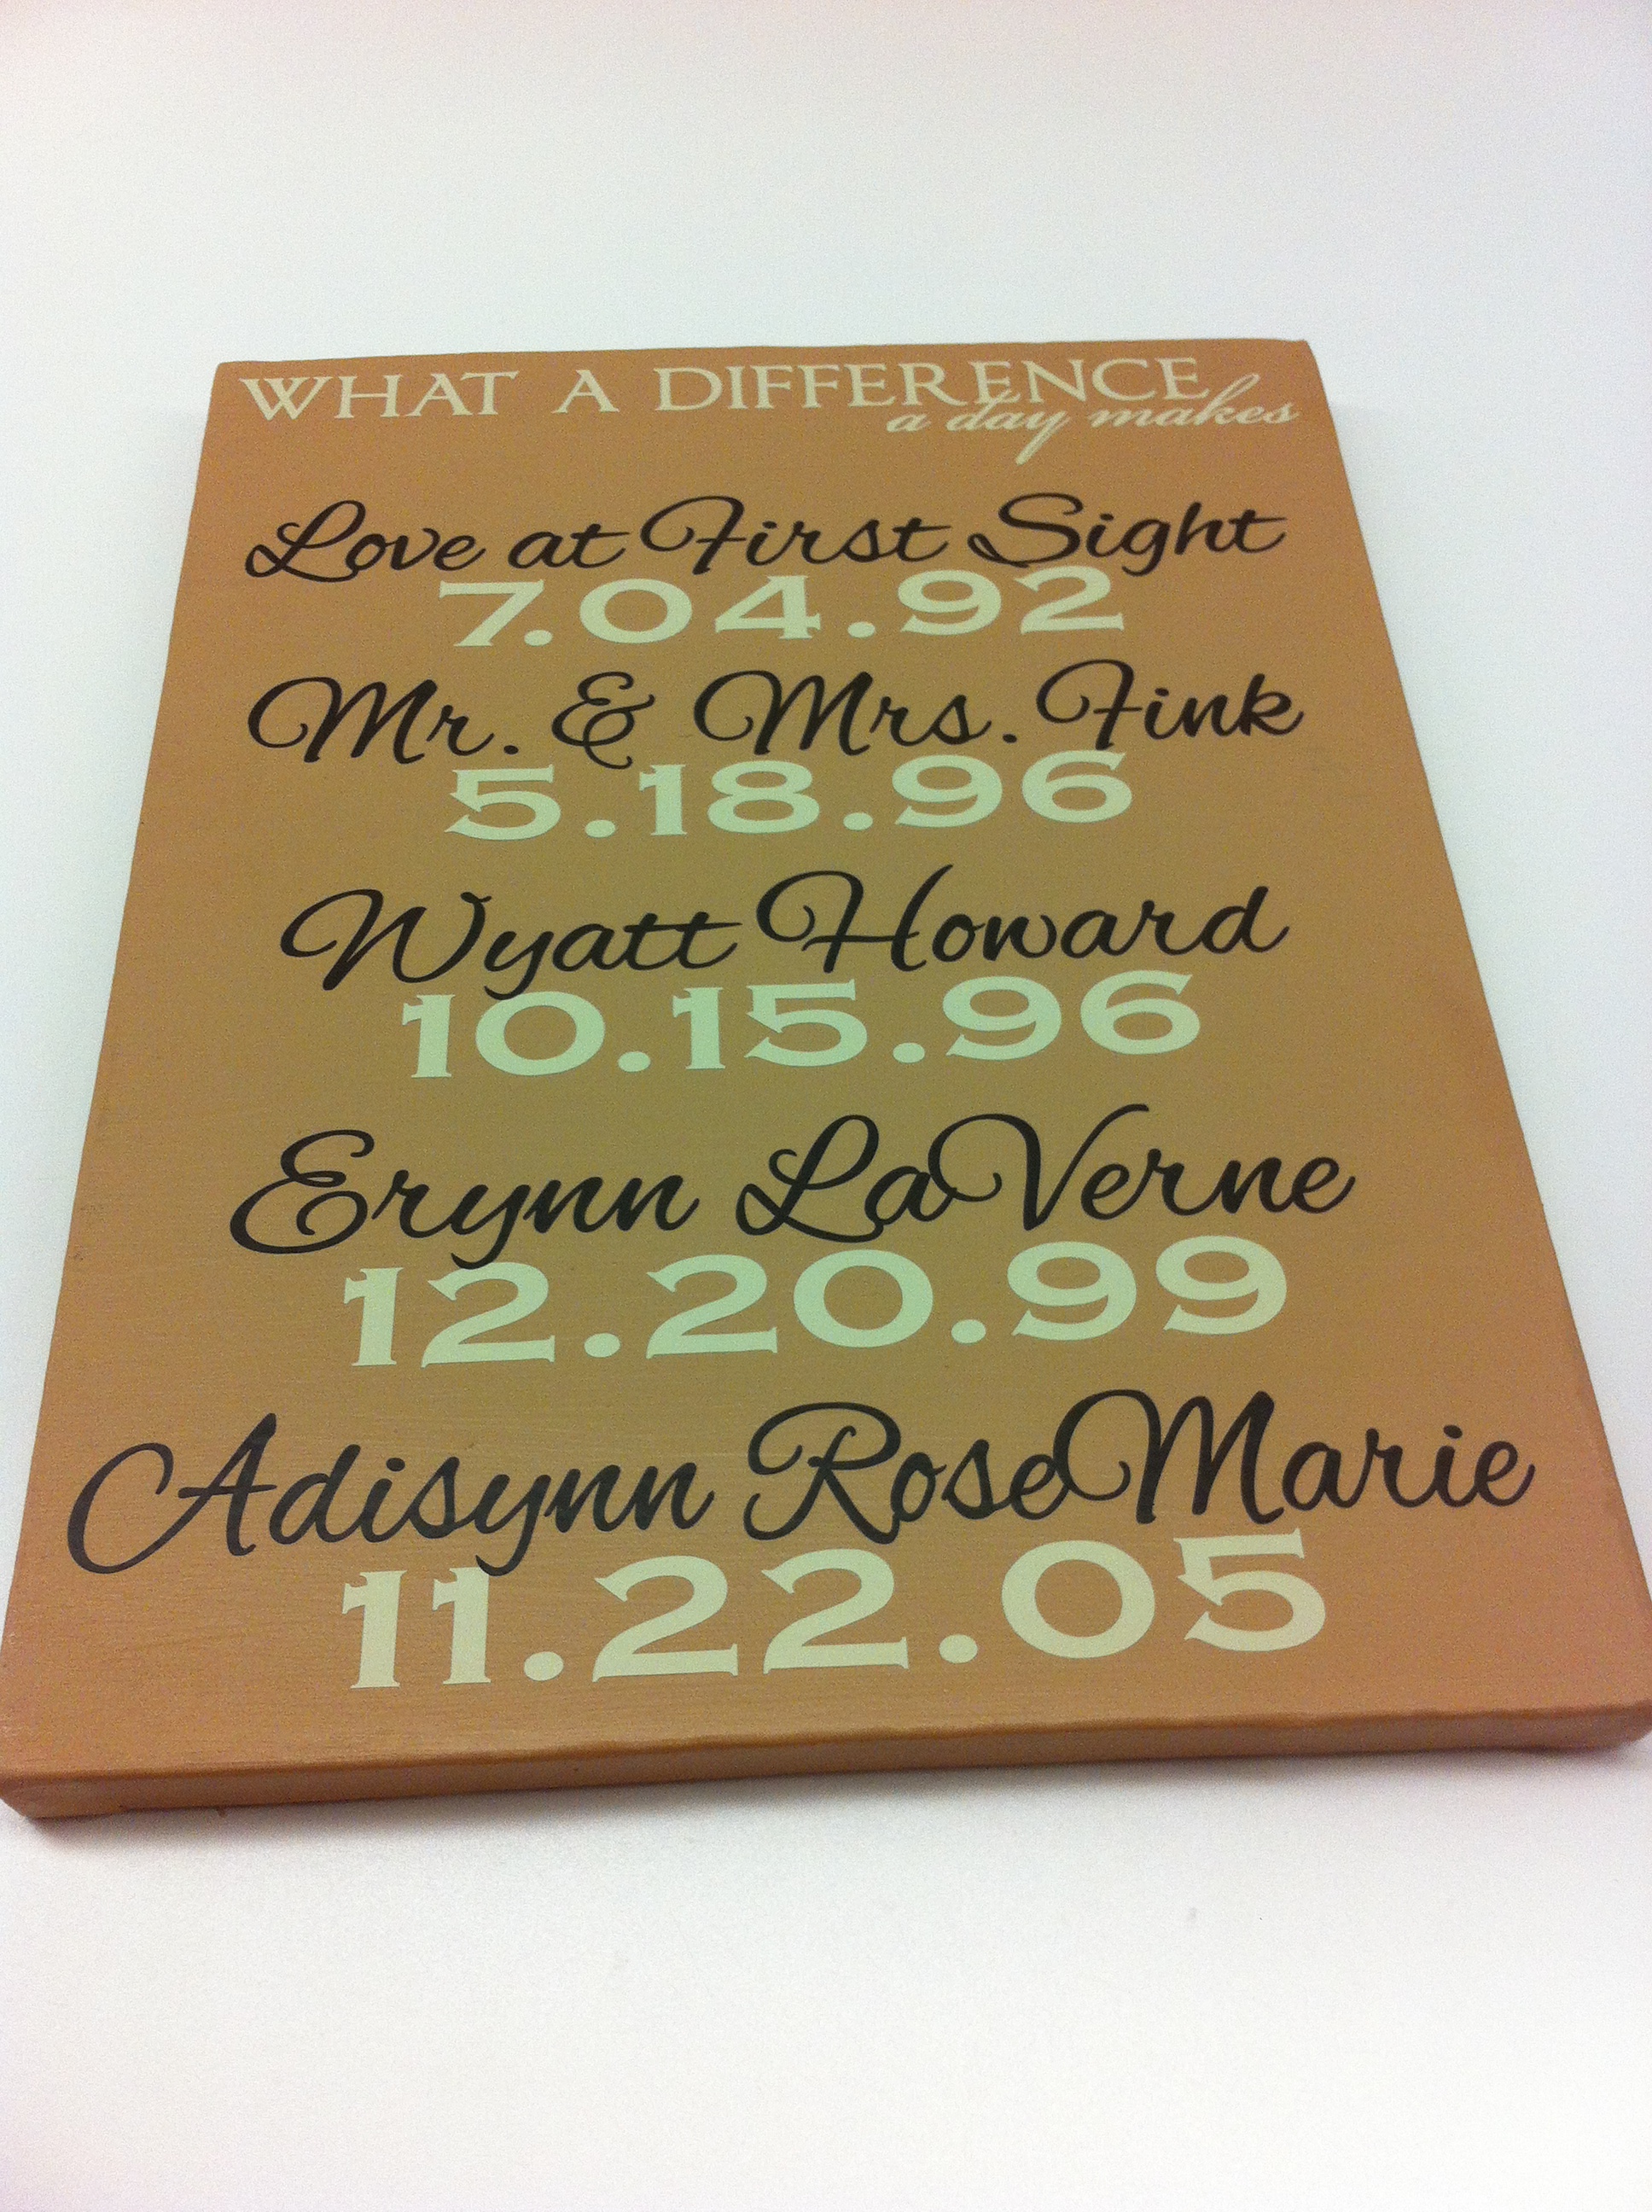 WHAT A DIFFERENCE
a day makes
Love at First Sight
7.04.92
Mr. & Mrs. Fink
5.18.96
Wyatt Howard
10.15.96
Erynn LaVerne
12.20.99
Adisynn RoseMarie
11.22.05